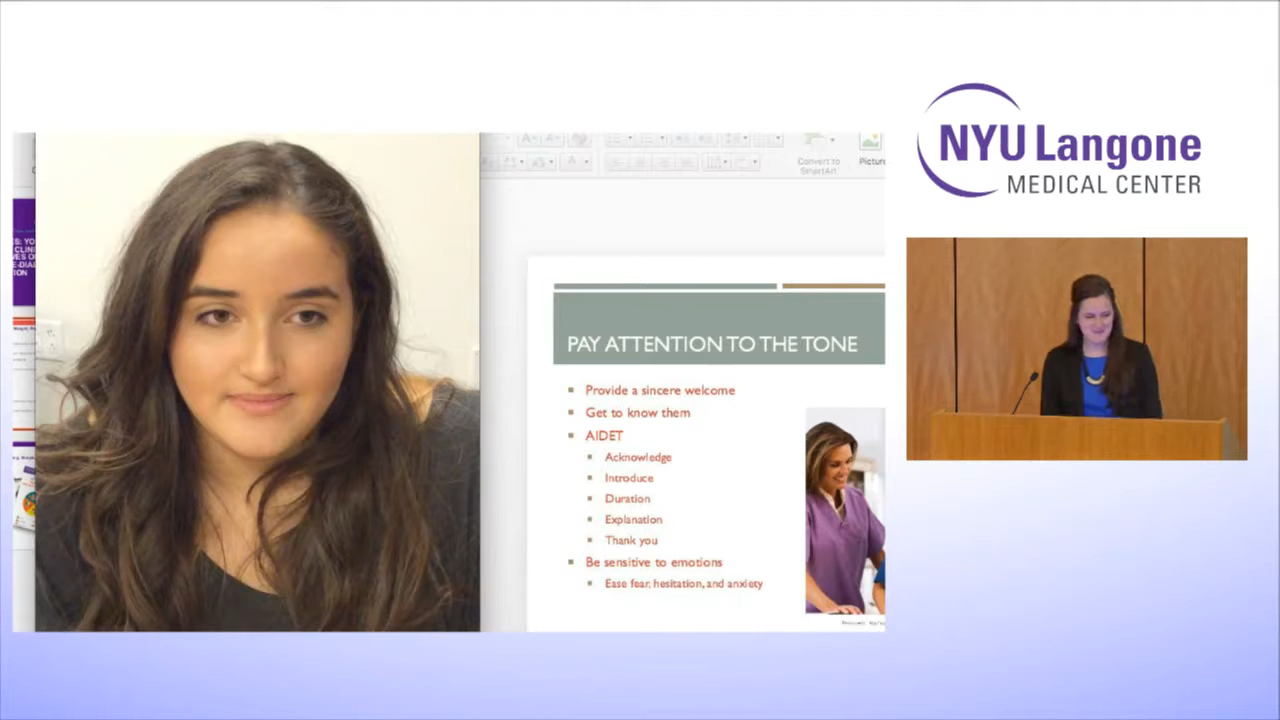 NYU Langone
MEDICAL CENTER
Convert to
SmartArt
Picture
PAY ATTENTION TO THE TONE
Provide a sincere welcome
Get to know them
AIDET
Acknowledge
Introduce
Duration
Explanation
Thank you
Be sensitive to emotions
Ease fear, hesitation, and anxiety